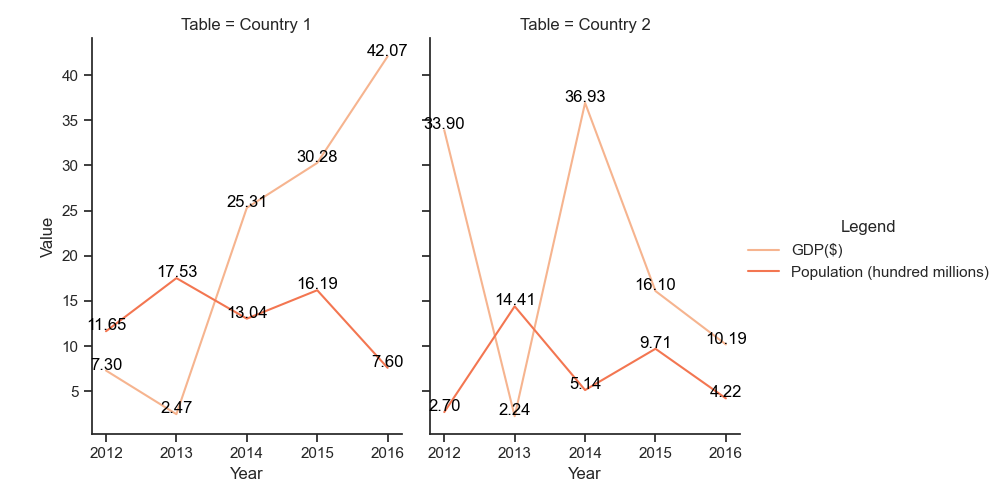 Table = Country 1
Table = Country 2
Value
40
35
30
25
20
15
10
5
42.07
30.28
25.31
17.53
16.19
13.04
11.65
7.60
7.30
2.47
2012 2013 2014 2015 2016
Year
36.93
33.90
16.10
14.41
10.19
9.71
5.14
4.22
2.70
2.24
2012 2013 2014 2015 2016
Year
Legend
GDP($)
Population (hundred millions)